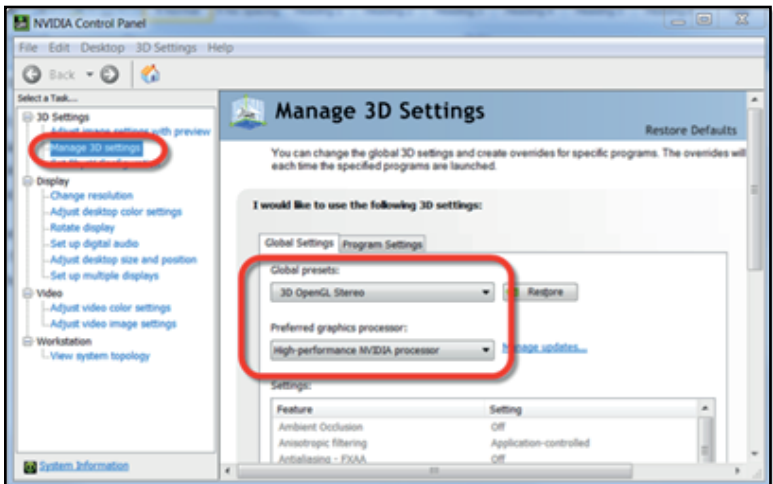 NVIDIA Control Panel
File Edit Desktop 3D Settings Help
Back
Select a Task...
3D Settings
Adjust image settings with preview
Manage 3D settings
Display
Change resolution
Adjust desktop color settings
Rotate display
Set up digital audio
Adjust desktop size and position
Set up multiple displays
Video
Adjust video color settings
Adjust video image settings
Workstation
View system topology
System Information
Manage 3D Settings
Restore Defaults
You can change the global 3D settings and create overrides for specific programs. The overrides will
each time the specified programs are launched.
I would like to use the following 3D settings:
Global Settings Program Settings
Global presets:
3D OpenGL Stereo Restore
Preferred graphics processor:
High-performance NVIDIA processor Manage updates...
Settings:
Feature Setting
Ambient Occlusion Off
Anisotropic filtering Application-controlled
Antialiasing - FXAA Off